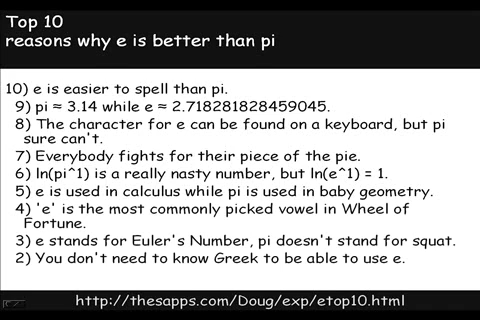 Top 10
reasons why e is better than pi
10) e is easier to spell than pi.
9) pi ≈ 3.14 while e ≈ 2.718281828459045.
8) The character for e can be found on a keyboard, but pi
sure can't.
7) Everybody fights for their piece of the pie.
6) ln(pi^1) is a really nasty number, but ln(e^1) = 1.
5) e is used in calculus while pi is used in baby geometry.
4) 'e' is the most commonly picked vowel in Wheel of
Fortune.
3) e stands for Euler's Number, pi doesn't stand for squat.
2) You don't need to know Greek to be able to use e.
http://thesapps.com/Doug/exp/etop10.html